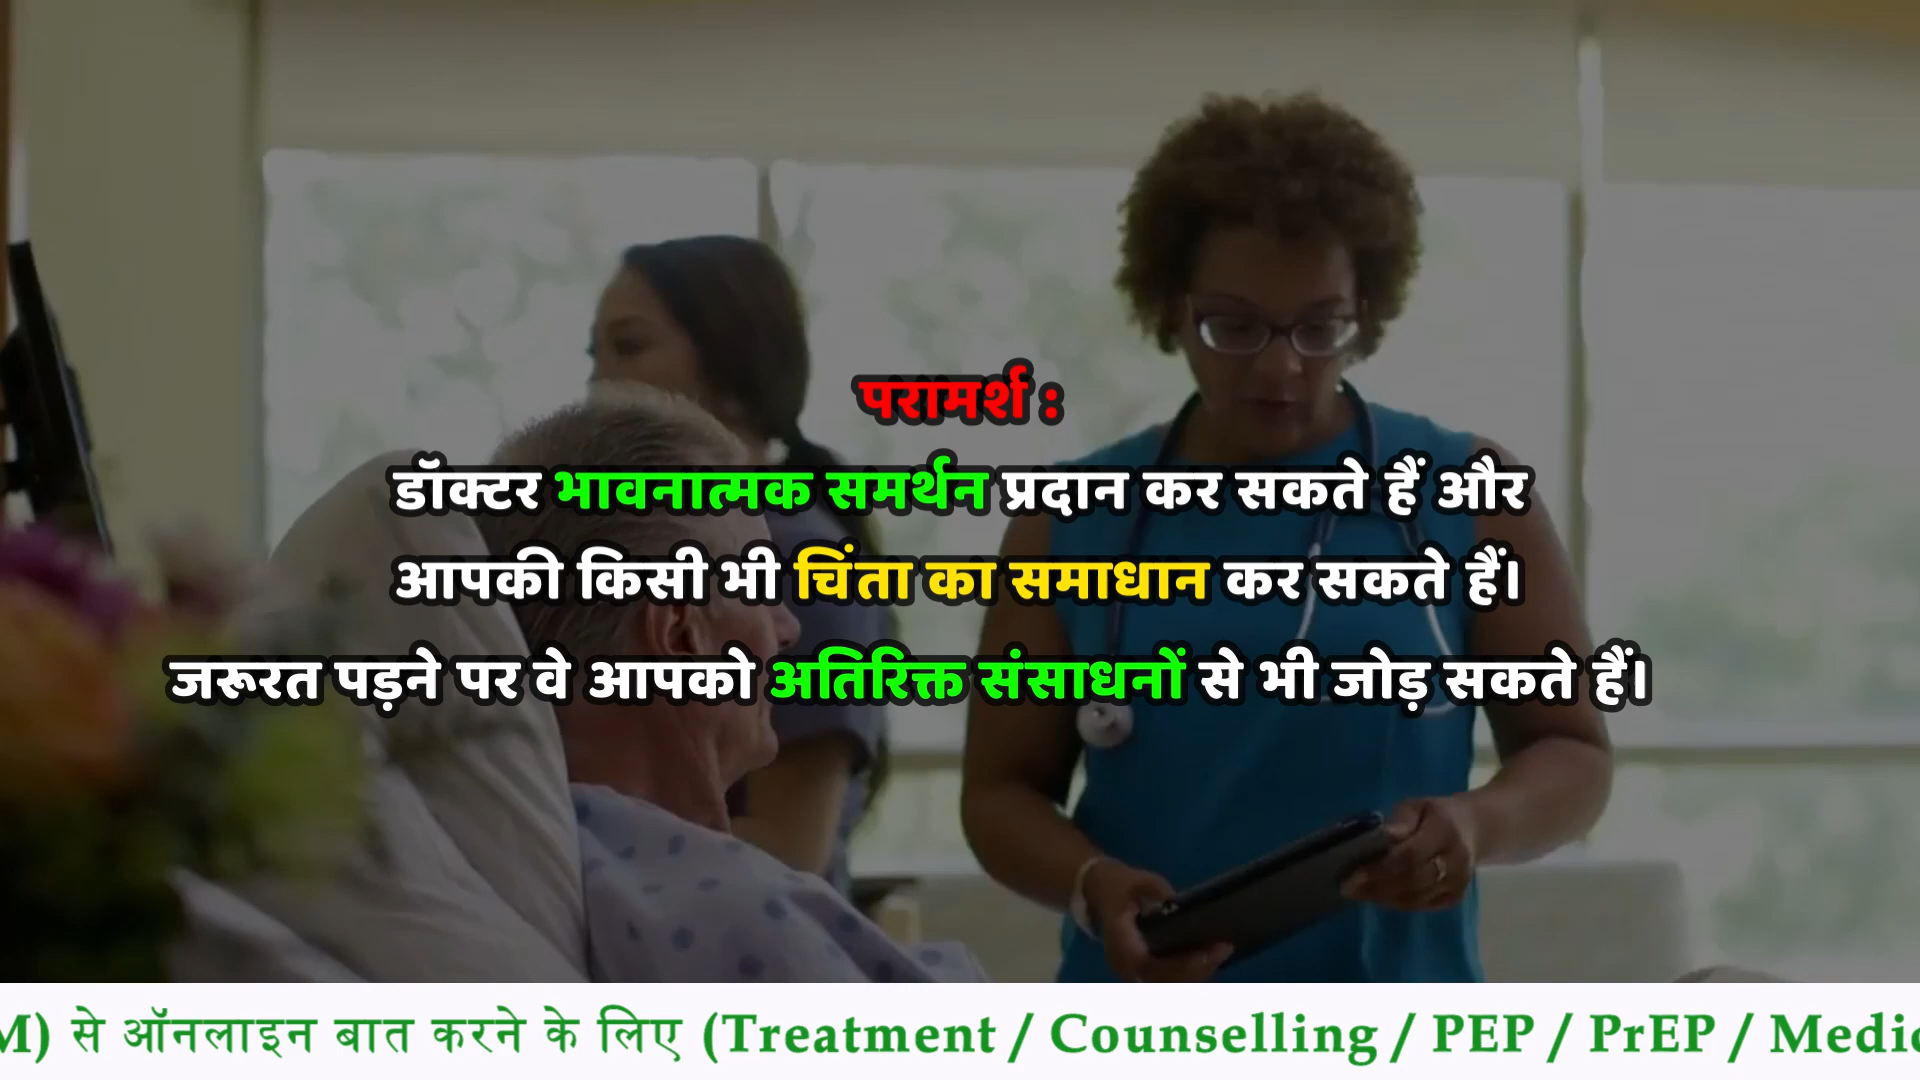 परामर्श :
डॉक्टर भावनात्मक समर्थन प्रदान कर सकते हैं और
आपकी किसी भी चिंता का समाधान कर सकते हैं।
जरूरत पड़ने पर वे आपको अतिरिक्त संसाधनों से भी जोड़ सकते हैं।
से ऑनलाइन बात करने के लिए (Treatment / Counselling / PEP / PrEP /